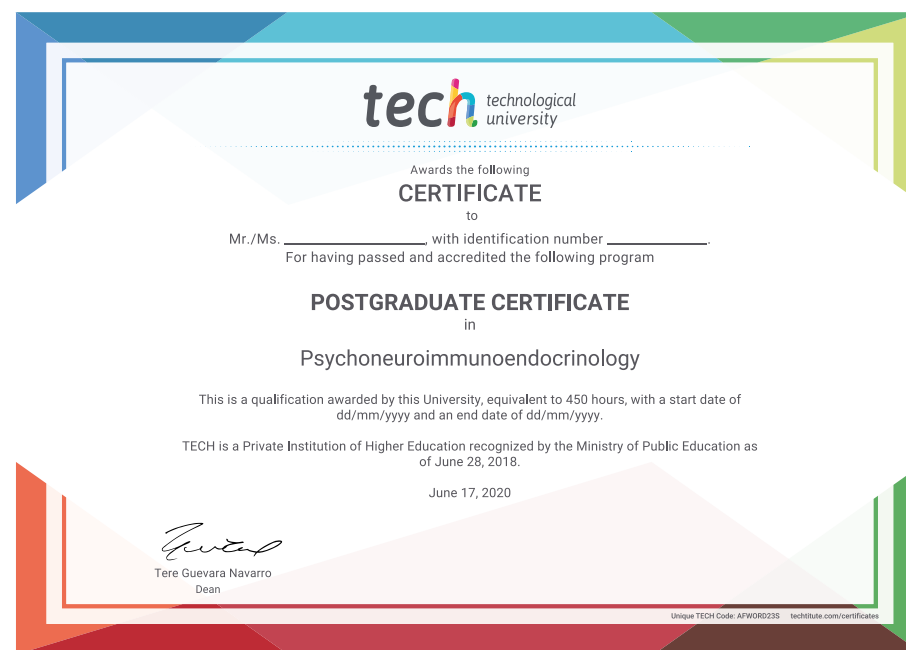 tech technological
university
Awards the following
CERTIFICATE
to
Mr./Ms. ____________________, with identification number ______________.
For having passed and accredited the following program
POSTGRADUATE CERTIFICATE
in
Psychoneuroimmunoendocrinology
This is a qualification awarded by this University, equivalent to 450 hours, with a start date of
dd/mm/yyyy and an end date of dd/mm/yyyy.
TECH is a Private Institution of Higher Education recognized by the Ministry of Public Education as
of June 28, 2018.
June 17, 2020
Tere Guevara Navarro
Dean
Unique TECH Code: AFWORD23S techtitute.com/certificates